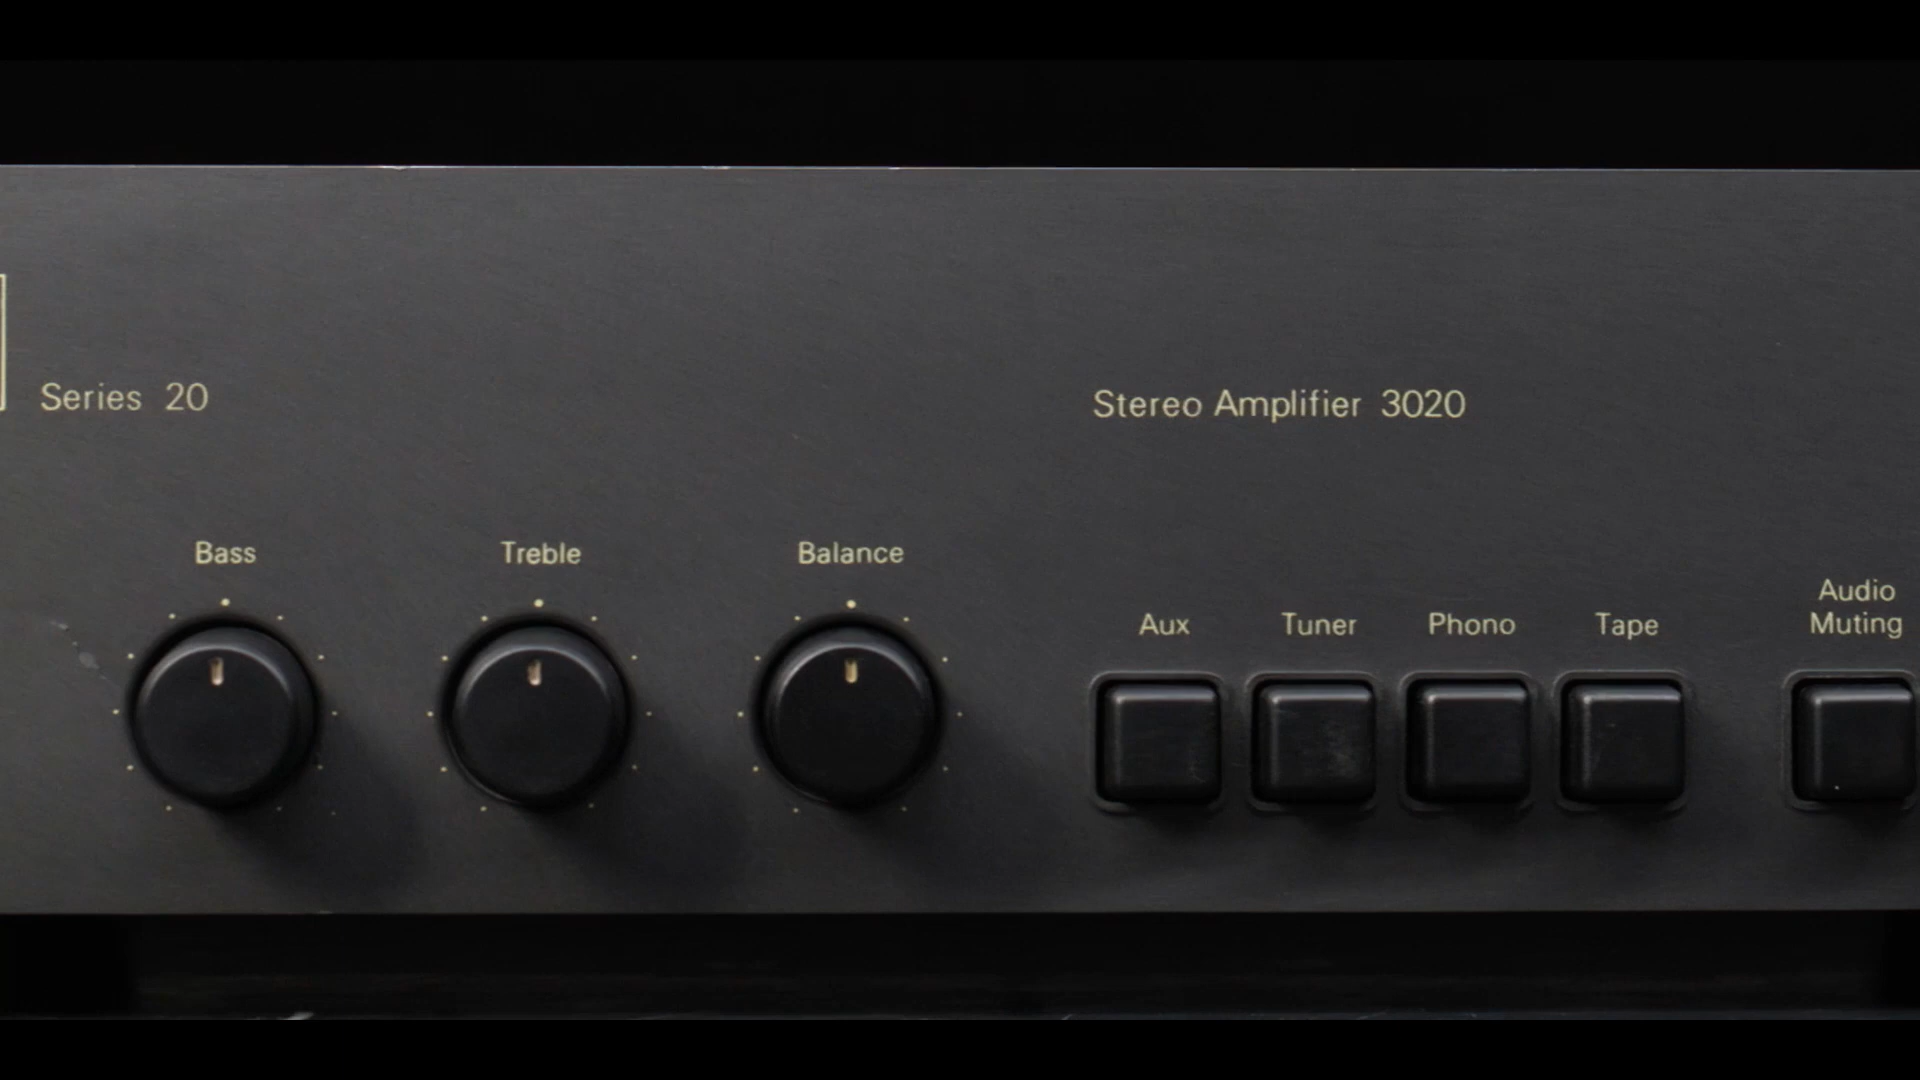 Series 20
Stereo Amplifier 3020
Bass
Treble
Balance
Aux
Tuner
Phono
Tape
Audio
Muting